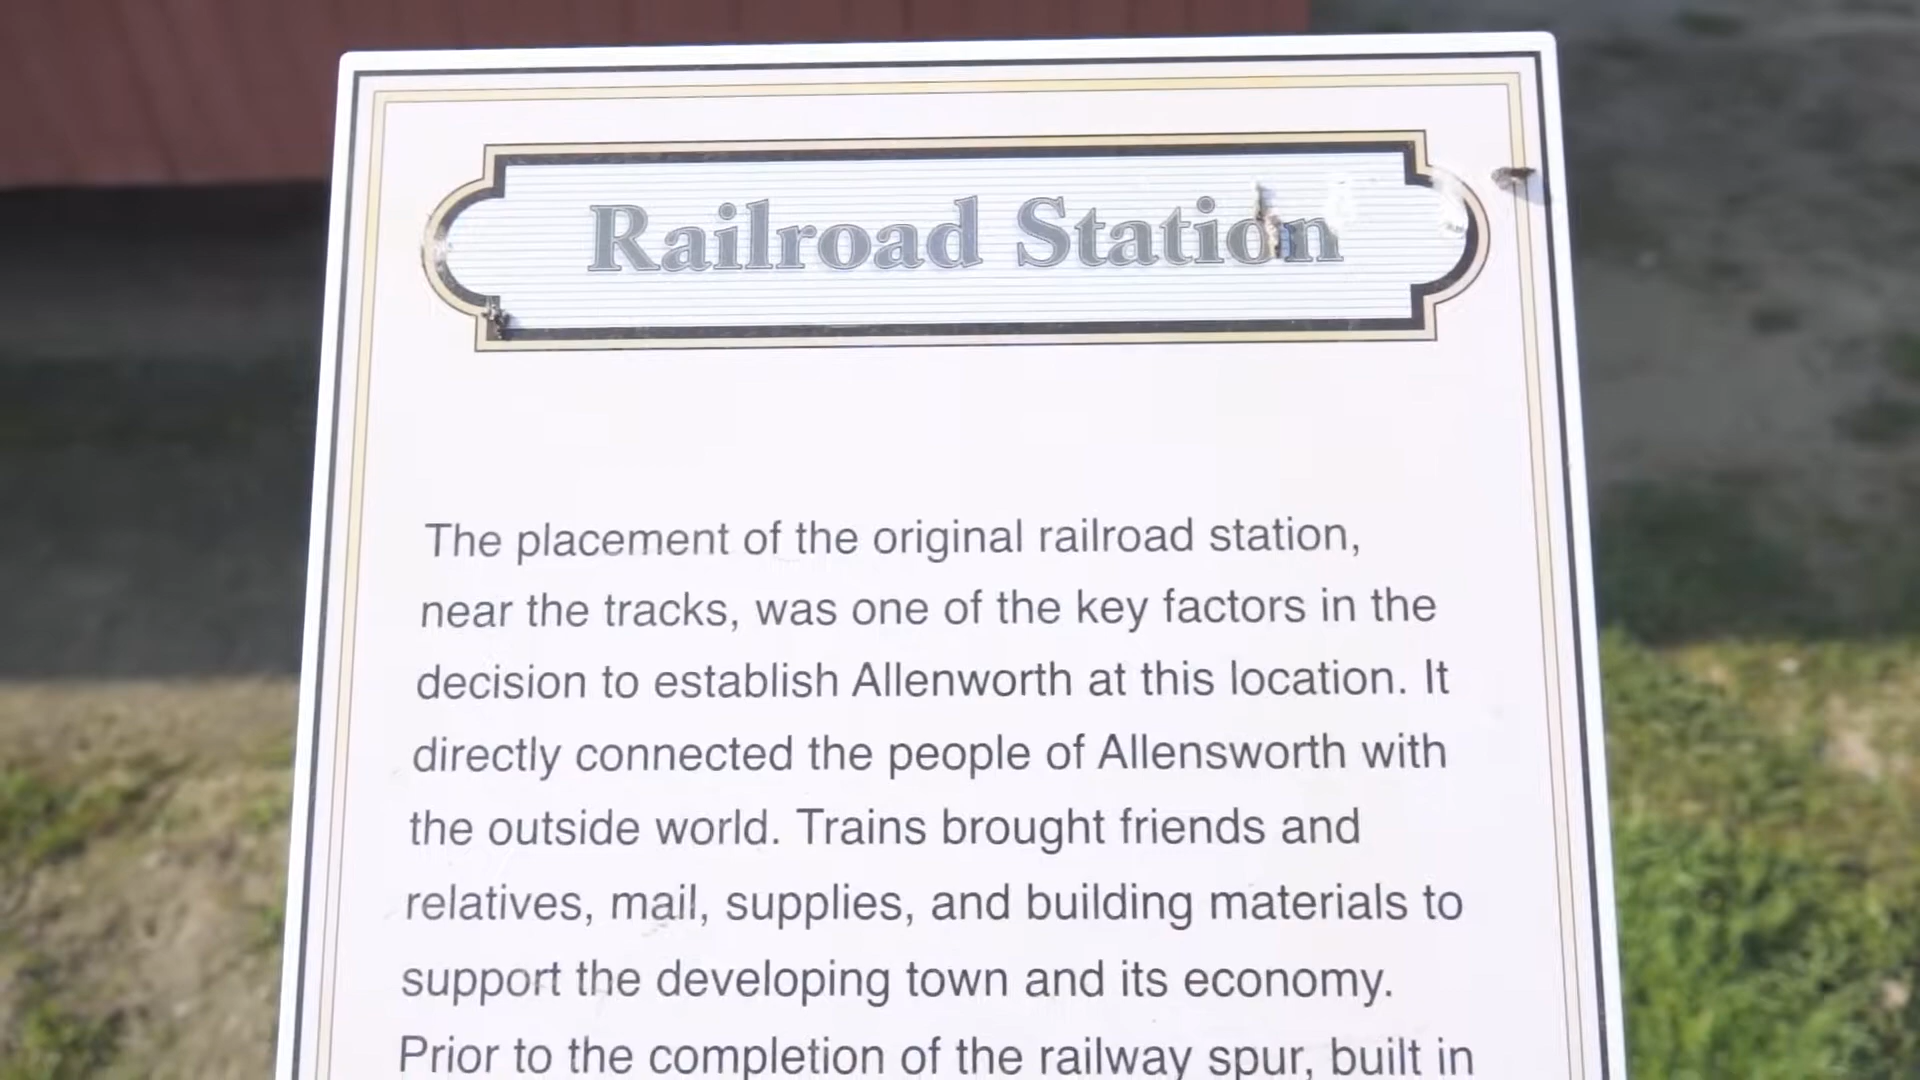 Railroad Station
The placement of the original railroad station,
near the tracks, was one of the key factors in the
decision to establish Allenworth at this location. It
directly connected the people of Allensworth with
the outside world. Trains brought friends and
relatives, mail, supplies, and building materials to
support the developing town and its economy.
Prior to the completion of the railway spur, built in